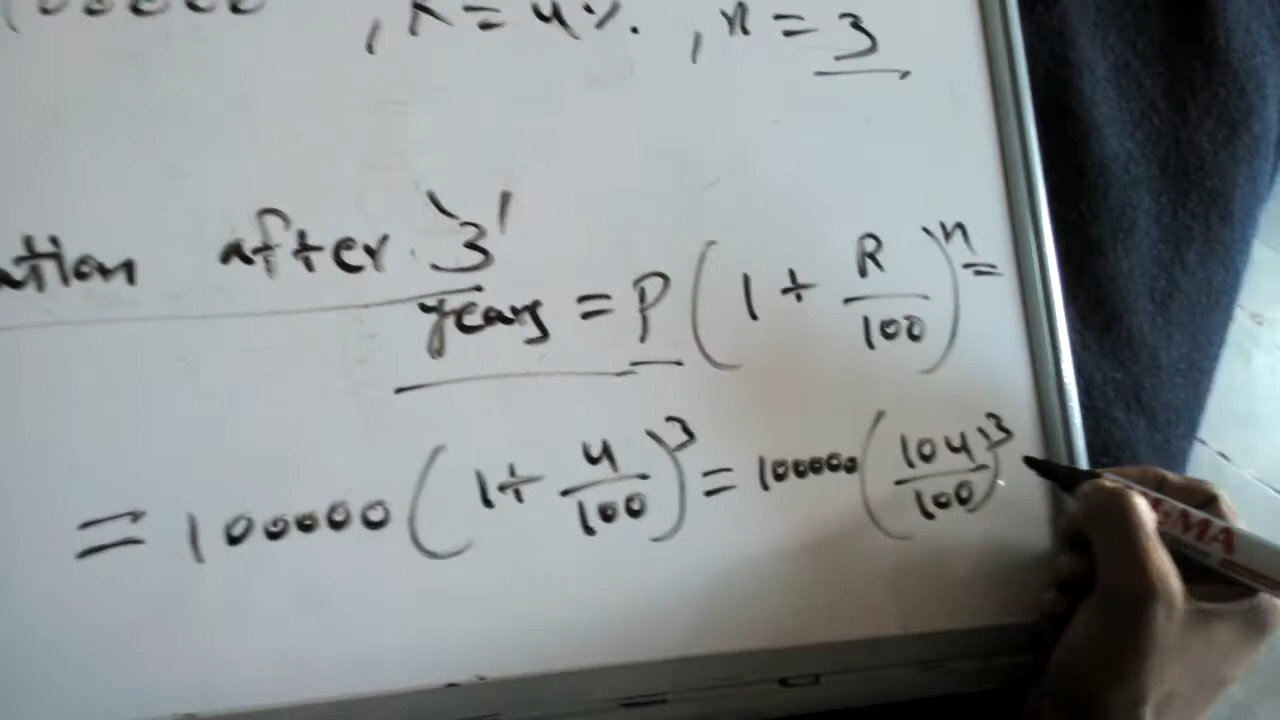 , R = 4%. , n = 3
ation after '3'
years = P ( 1 + R/100 )^n
= 100000 ( 1 + 4/100 )^3 = 100000 ( 104/100 )^3